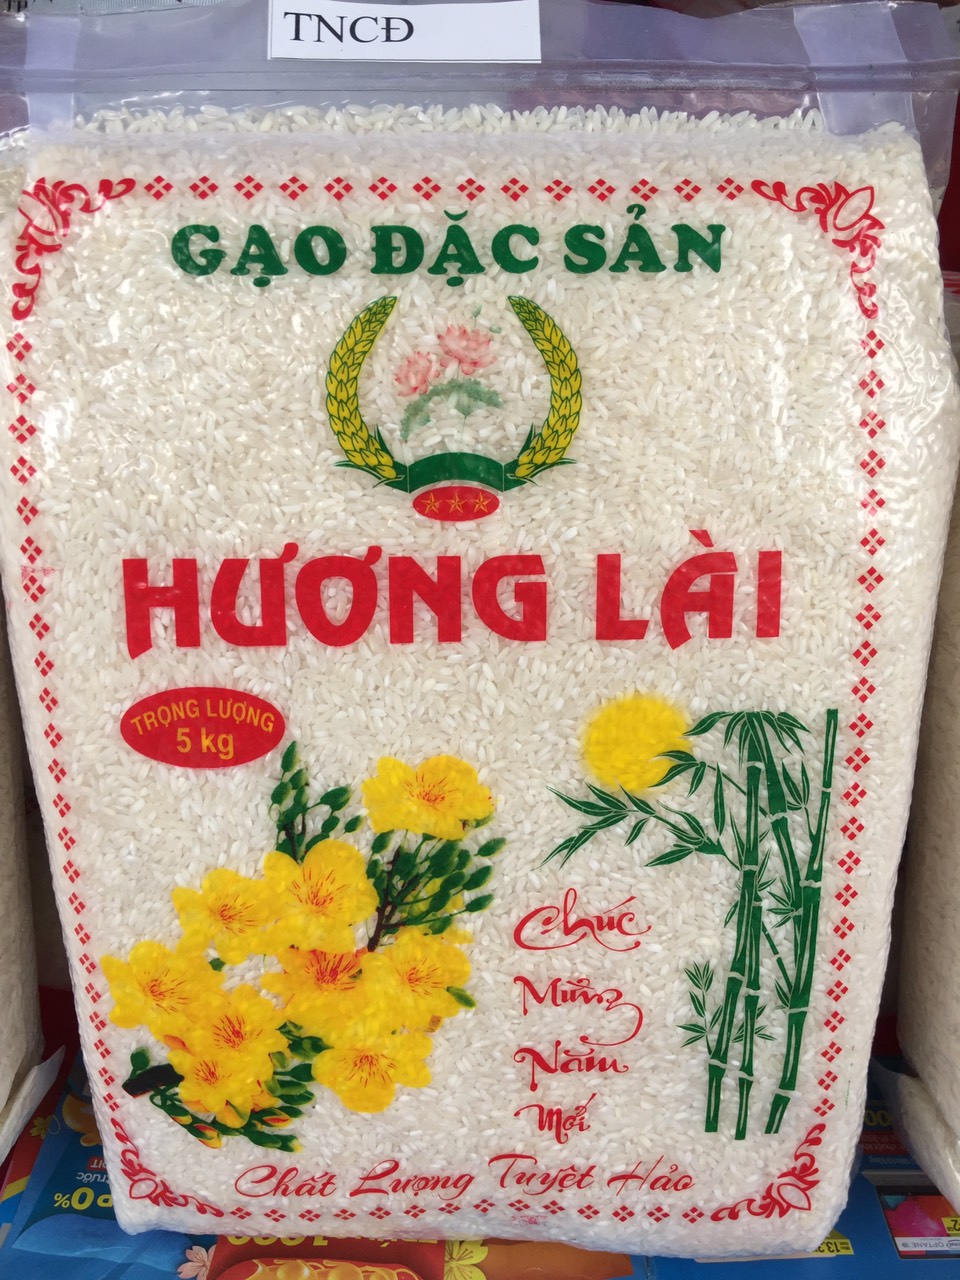 TNCĐ
GẠO ĐẶC SẢN
HƯƠNG LÀI
TRỌNG LƯỢNG
5 kg
Chúc
Mừng
Năm
Mới
Chất Lượng Tuyệt Hảo